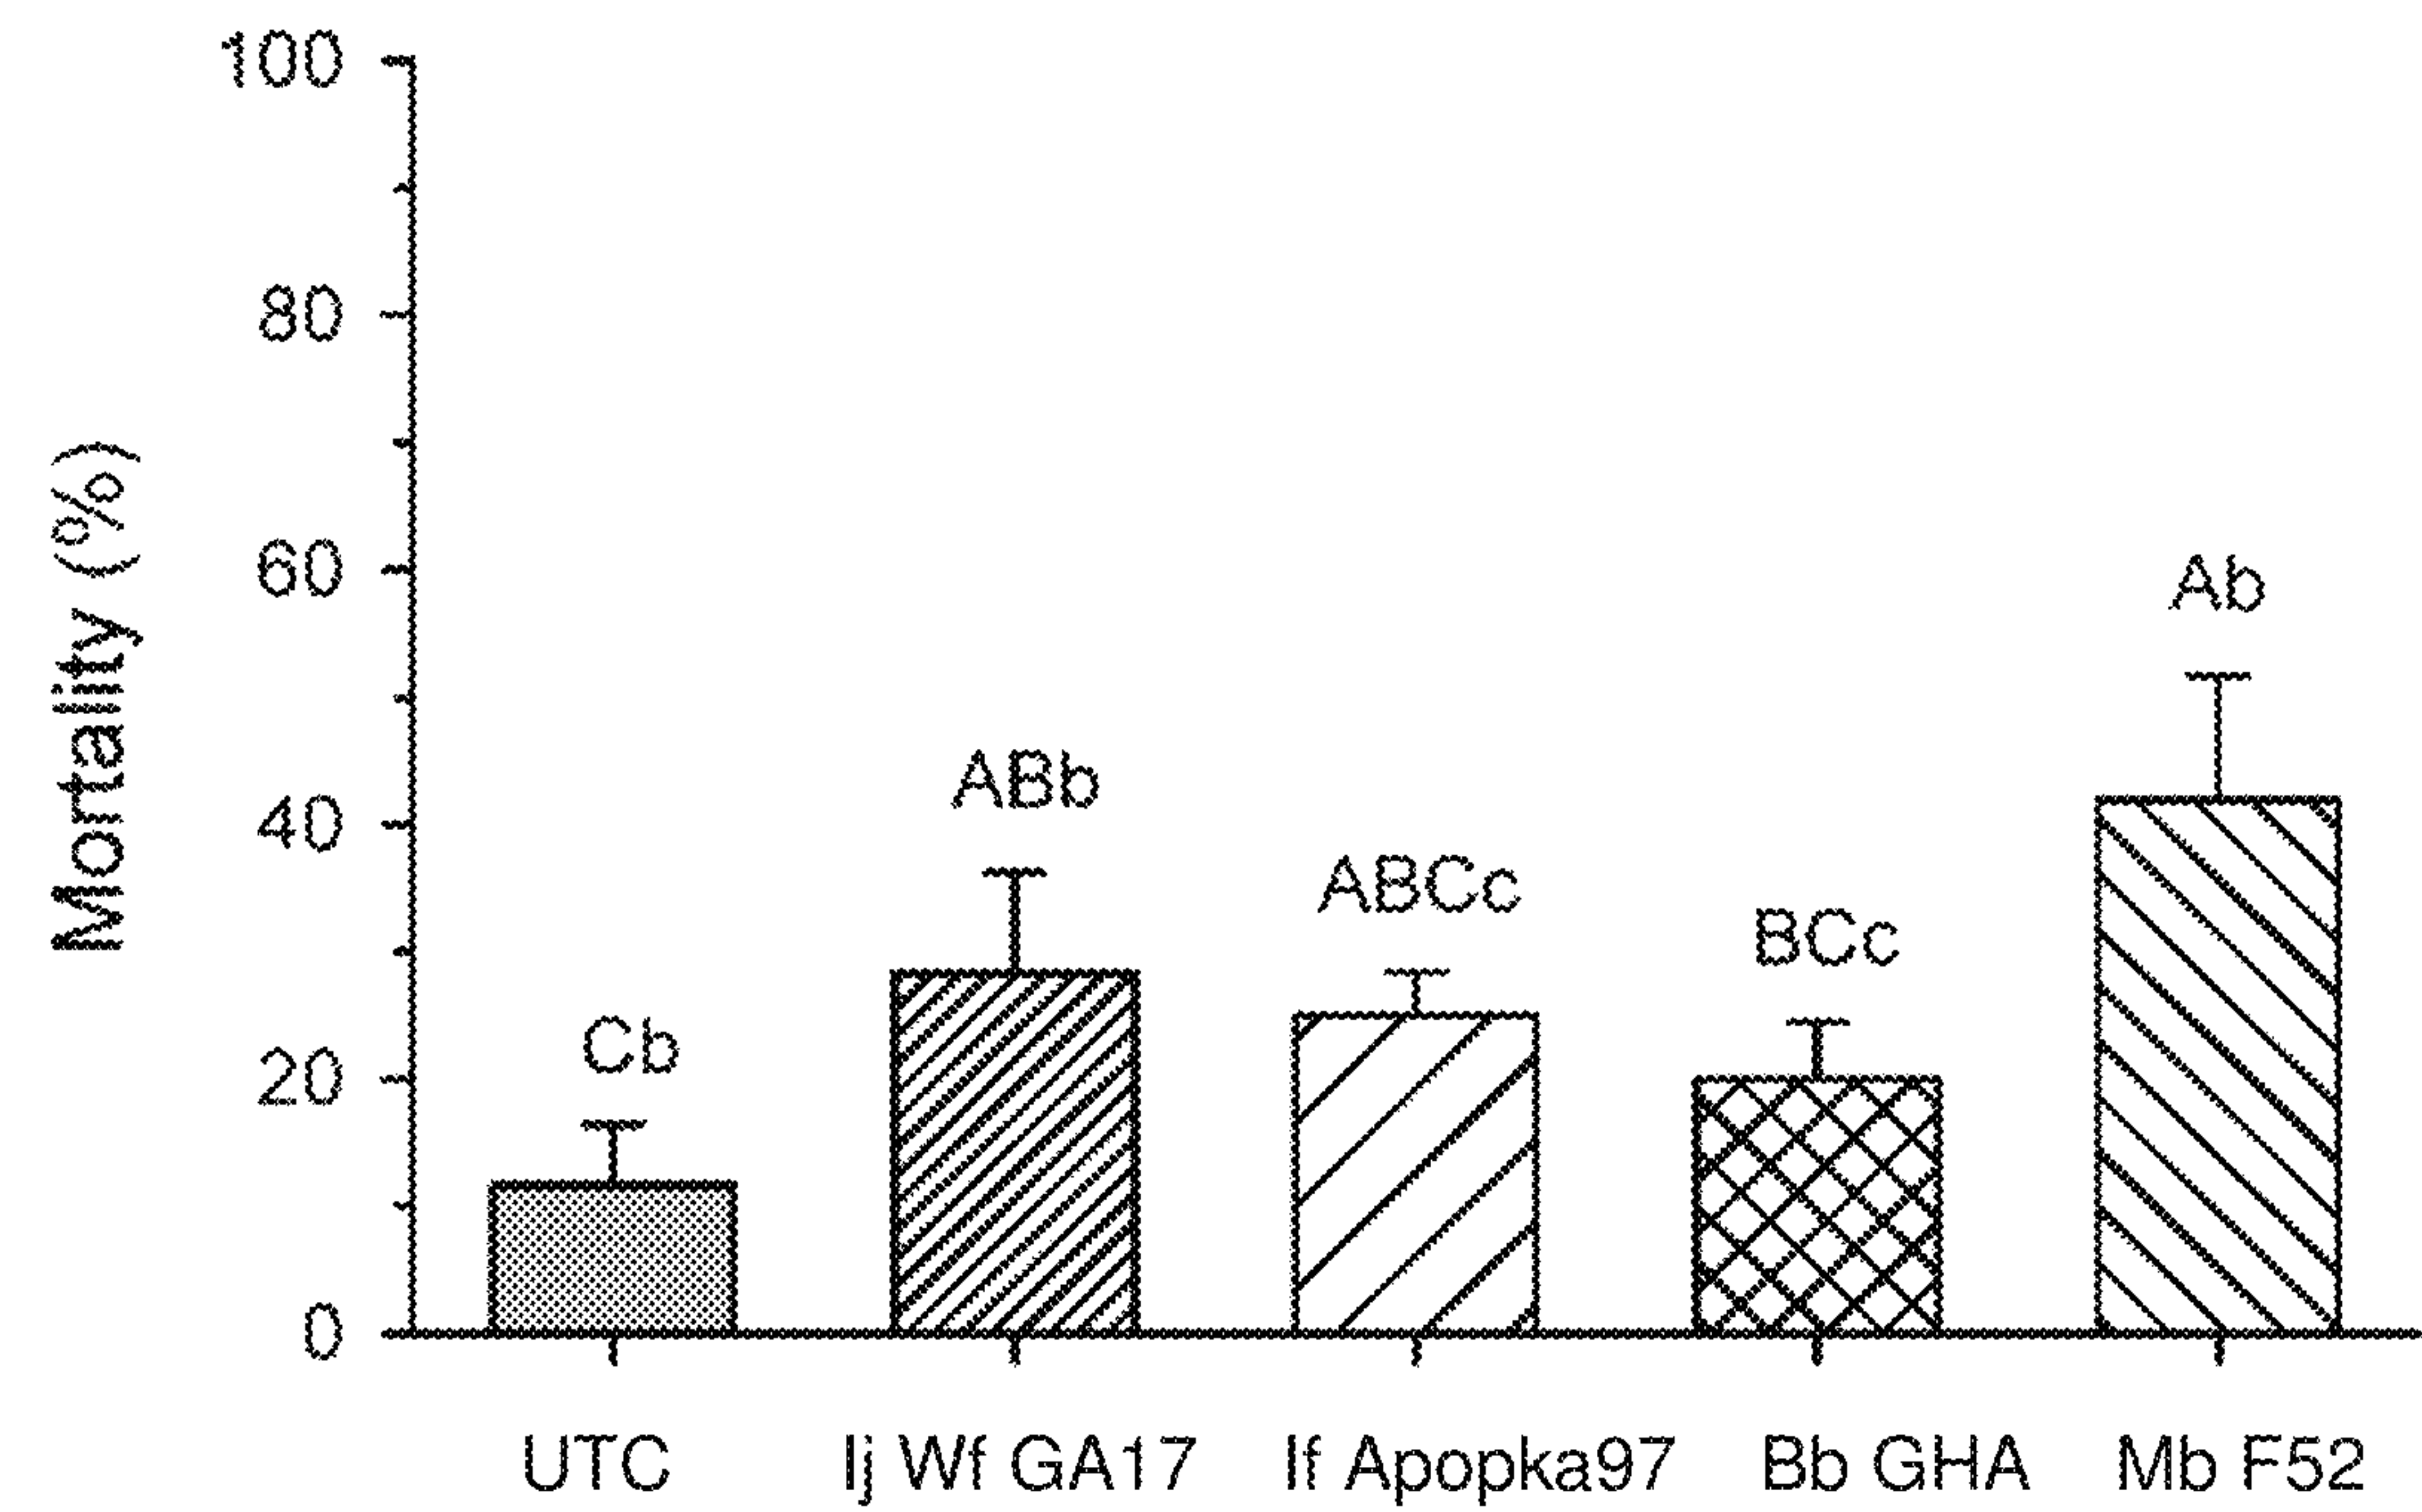 100
80
60
40
20
0
Mortality (%)
Cb
ABb
ABCc
BCc
Ab
UTC
Ij Wf GA17
If Apopka97
Bb GHA
Mb F52